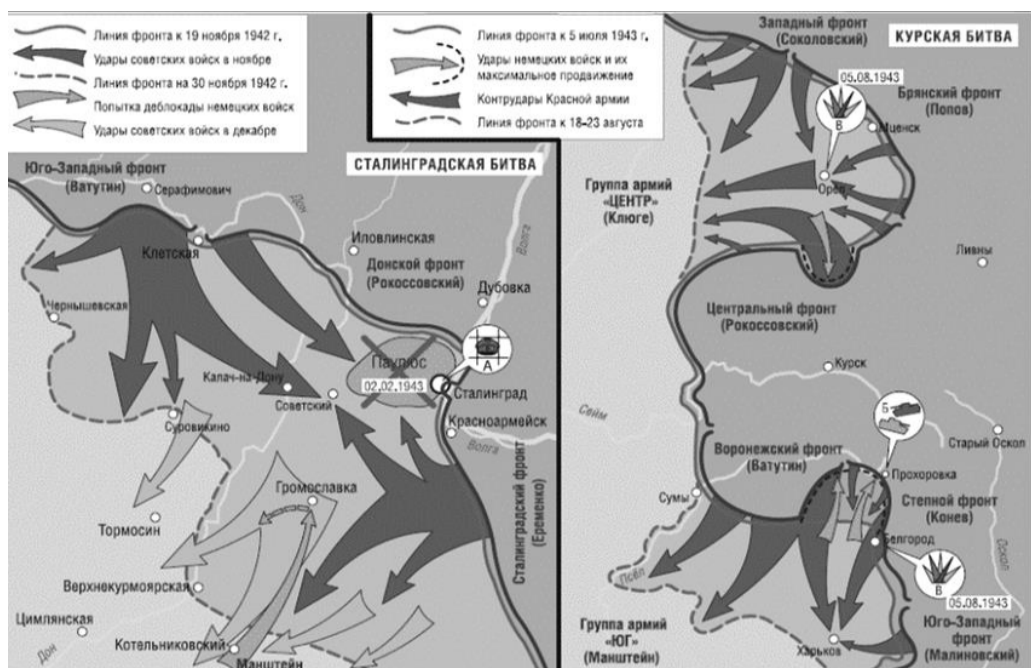 Линия фронта к 19 ноября 1942 г.
Удары советских войск в ноябре
Линия фронта на 30 ноября 1942 г.
Попытка деблокады немецких войск
Удары советских войск в декабре
Линия фронта к 5 июля 1943 г.
Удары немецких войск и их
максимальное продвижение
Контрудары Красной армии
Линия фронта к 18-23 августа
СТАЛИНГРАДСКАЯ БИТВА
Юго-Западный фронт
(Ватутин)
Серафимович
Дон
Клетская
Иловлинская
Волга
Донской фронт
(Рокоссовский)
Дубовка
Чернышевская
Паулюс
А
02.02.1943
Калач-на-Дону
Советский
Сталинград
Красноармейск
Волга
Суровикино
Громославка
Сталинградский фронт
(Еременко)
Тормосин
Верхнекурмоярская
Цимлянская
Дон
Котельниковский
Манштейн
КУРСКАЯ БИТВА
Западный фронт
(Соколовский)
05.08.1943
В
Брянский фронт
(Попов)
Мценск
Орел
Группа армий
«ЦЕНТР»
(Клюге)
Ливны
Центральный фронт
(Рокоссовский)
Курск
Сейм
Б
Старый Оскол
Воронежский фронт
(Ватутин)
Прохоровка
Сумы
Степной фронт
(Конев)
Белгород
Оскол
Псёл
В
05.08.1943
Группа армий
«ЮГ»
(Манштейн)
Харьков
Юго-Западный
фронт
(Малиновский)